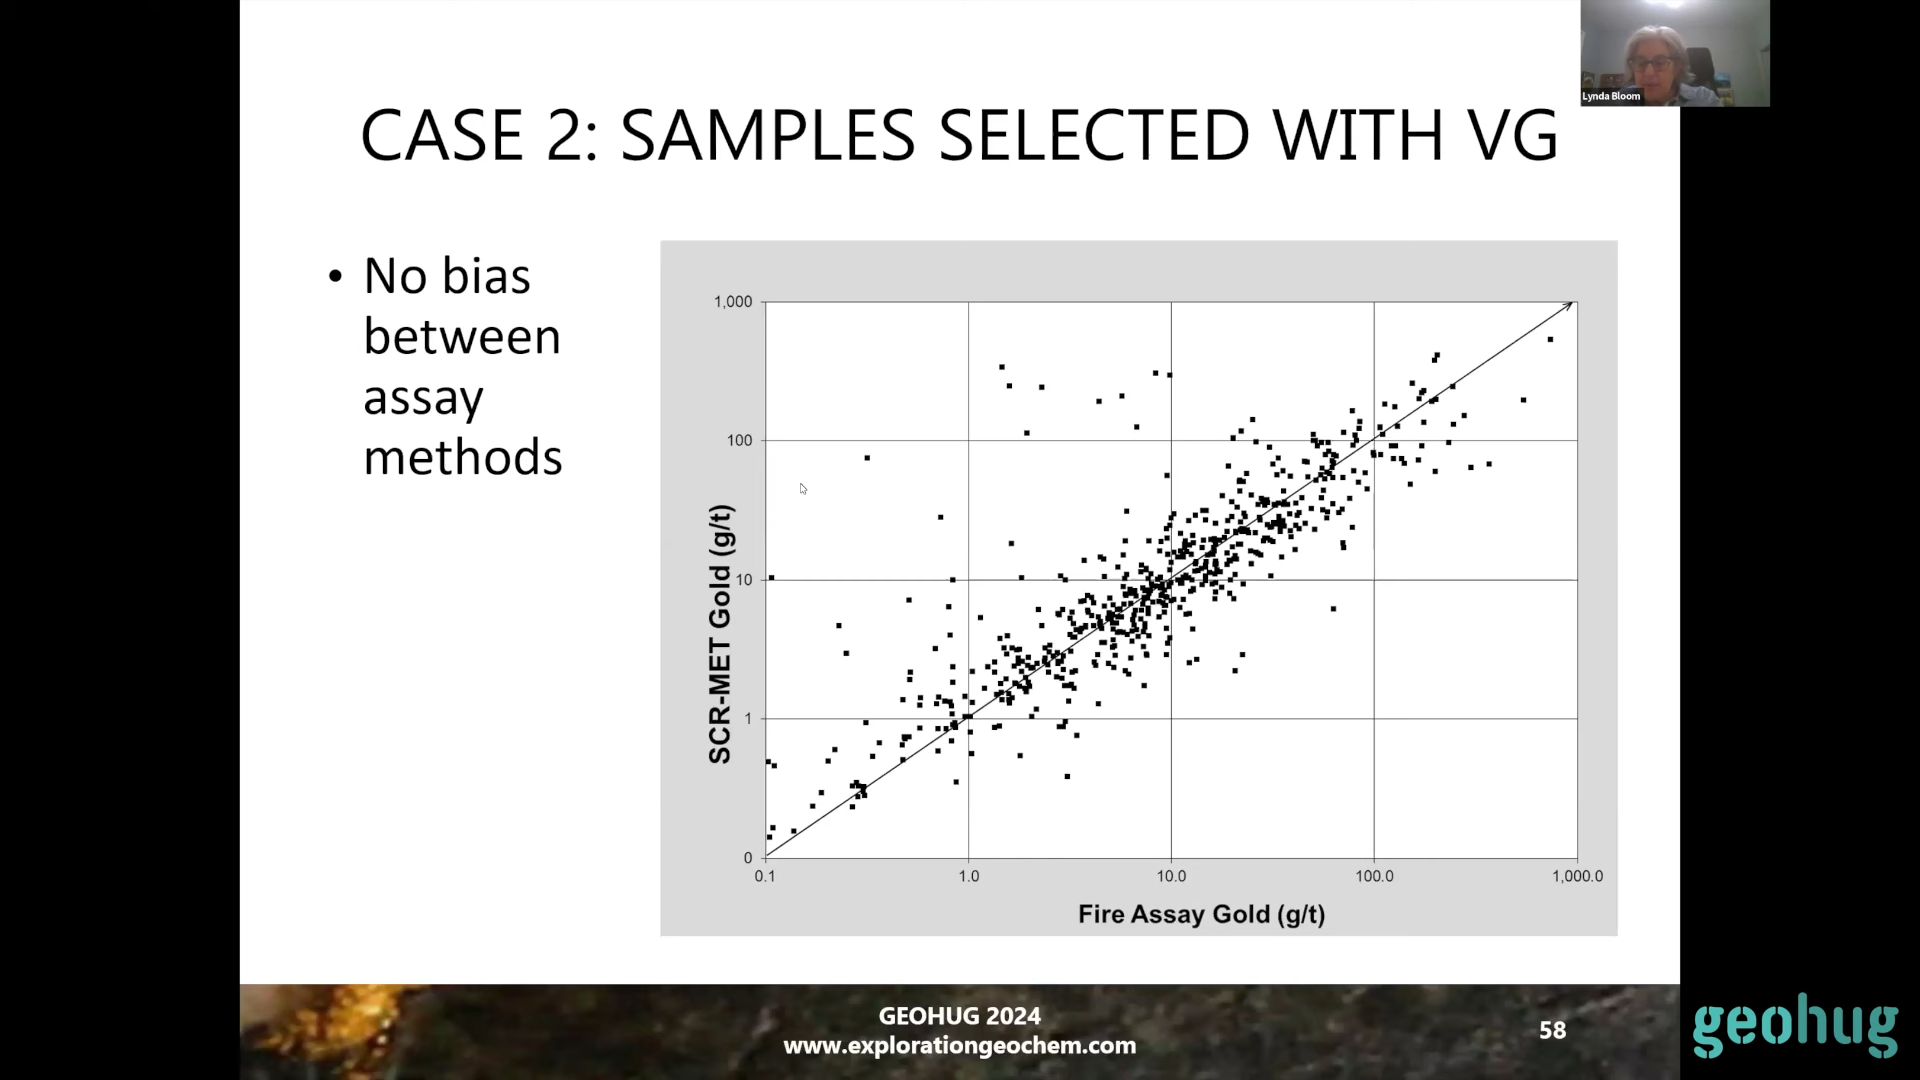 Lynda Bloom
CASE 2: SAMPLES SELECTED WITH VG
• No bias
between
assay
methods
1,000
100
10
1
0
SCR-MET Gold (g/t)
0.1
1.0
10.0
100.0
1,000.0
Fire Assay Gold (g/t)
GEOHUG 2024
www.explorationgeochem.com
58
geohug